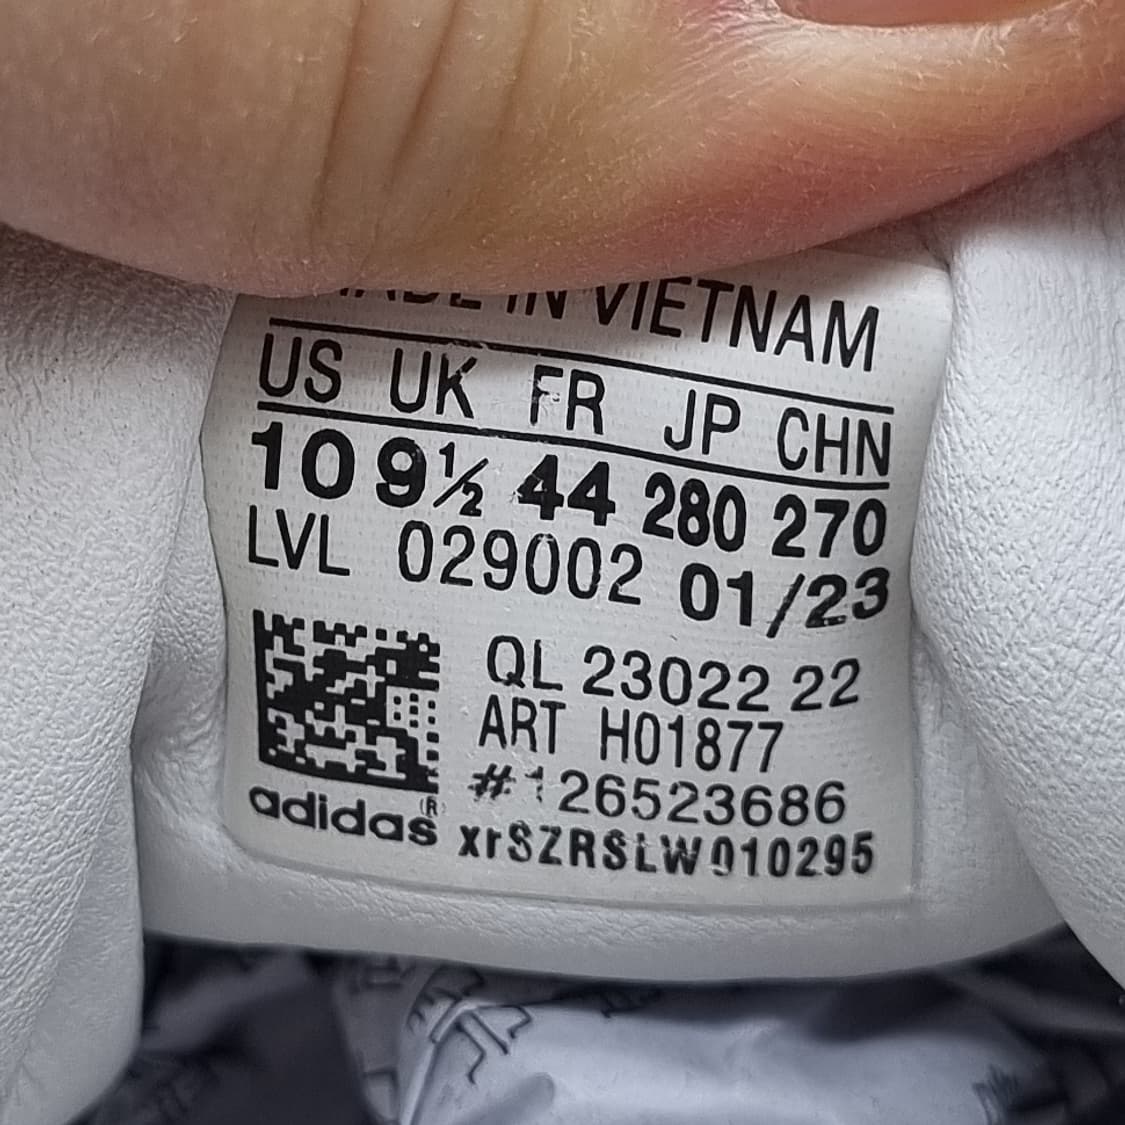 MADE IN VIETNAM
US UK FR JP CHN
10 9½ 44 280 270
LVL 029002 01/23
QL 23022 22
ART H01877
#126523686
adidas® xrSZRSLW010295